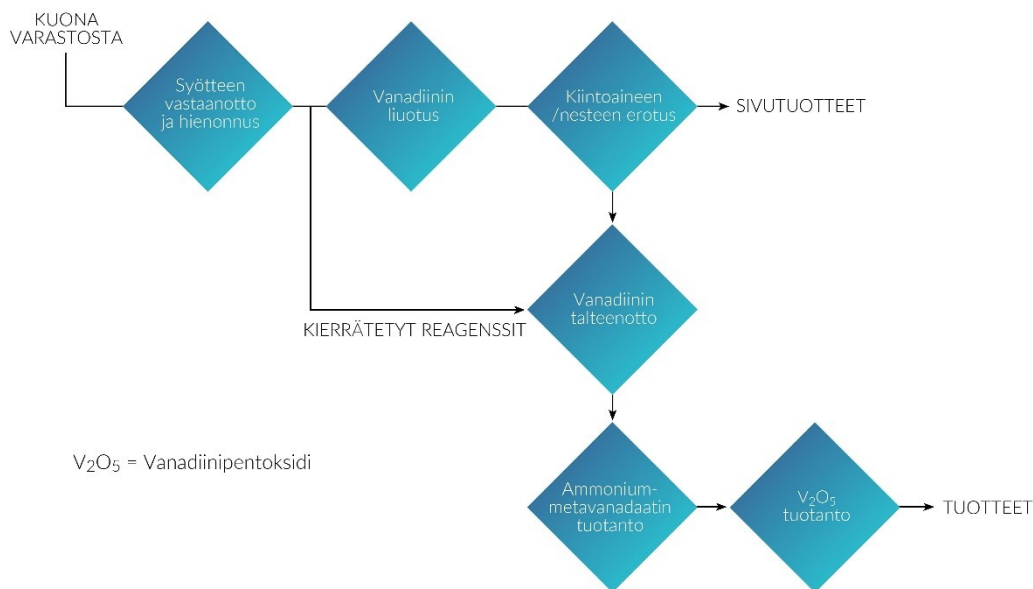 KUONA
VARASTOSTA
Syötteen
vastaanotto
ja hienonnus
Vanadiinin
liuotus
Kiintoaineen
/nesteen erotus
SIVUTUOTTEET
Vanadiinin
talteenotto
KIERRÄTETYT REAGENSSIT
V₂O₅ = Vanadiinipentoksidi
Ammonium-
metavanadaatin
tuotanto
V₂O₅
tuotanto
TUOTTEET